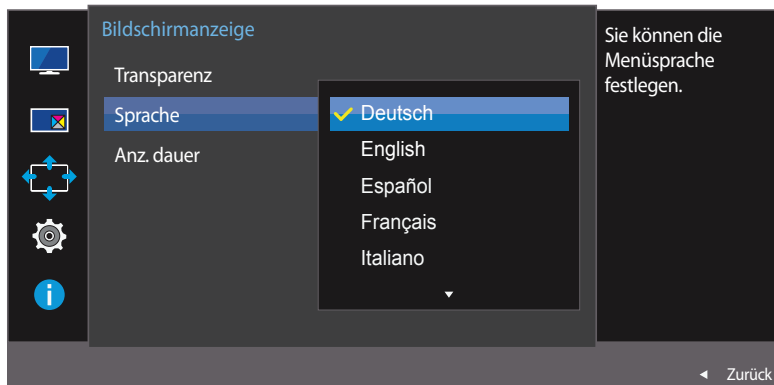 Bildschirmanzeige
Transparenz
Sprache
Anz. dauer
Deutsch
English
Español
Français
Italiano
Sie können die
Menüsprache
festlegen.
Zurück